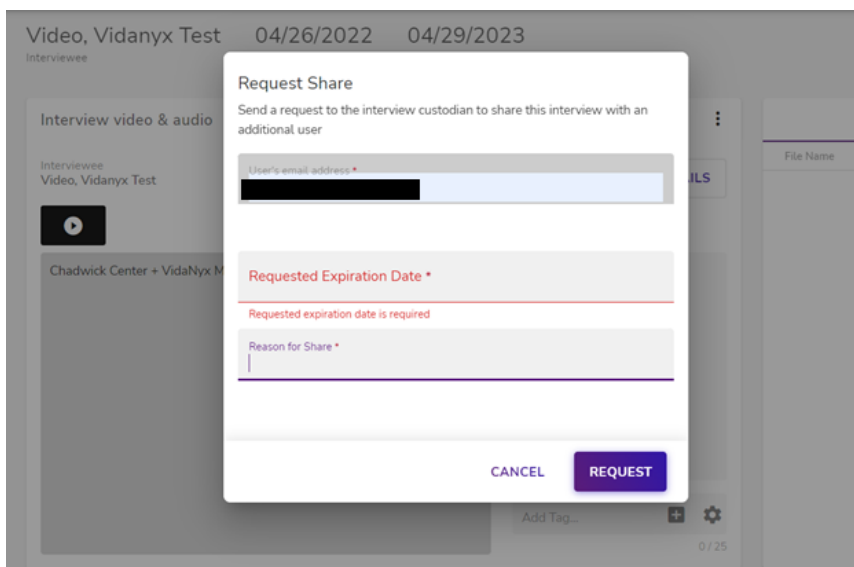 Video, Vidanyx Test 04/26/2022 04/29/2023
Interviewee
Interview video & audio
Interviewee
Video, Vidanyx Test
Chadwick Center + VidaNyx M
Request Share
Send a request to the interview custodian to share this interview with an
additional user
User's email address *
Requested Expiration Date *
Requested expiration date is required
Reason for Share *
CANCEL REQUEST
ILS
File Name
Add Tag...
0 / 25